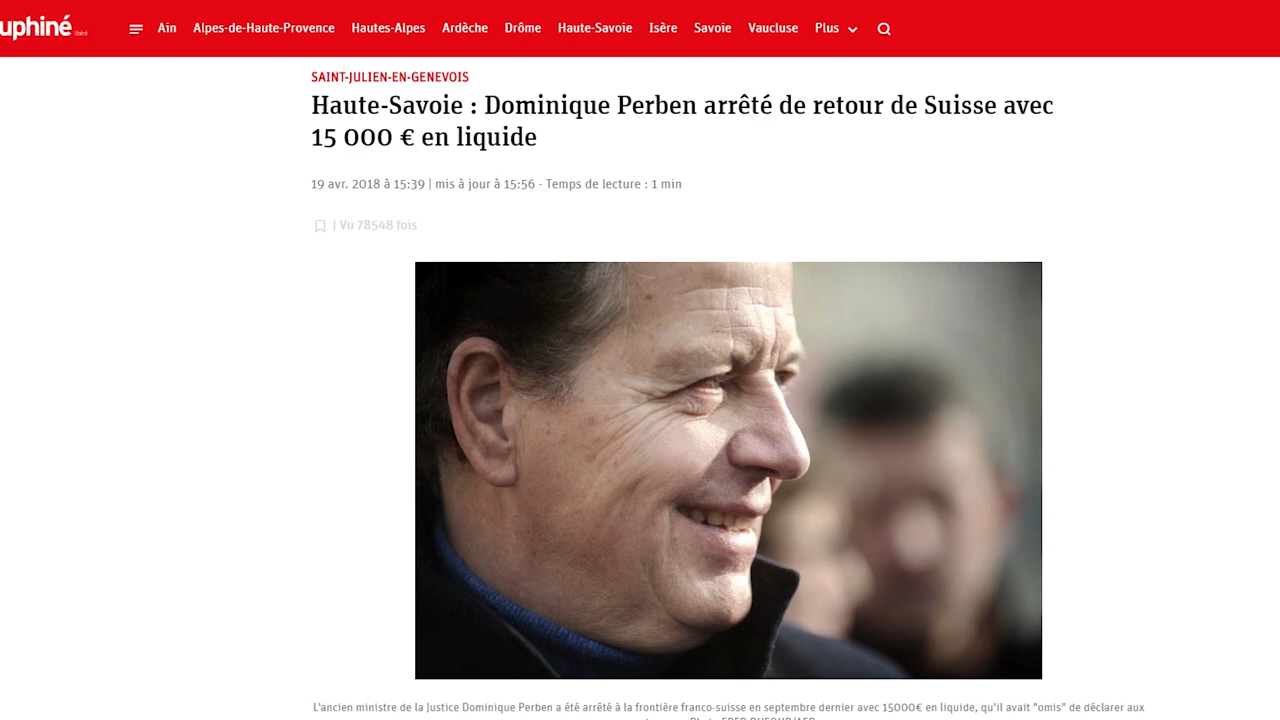 uphiné libéré
Ain Alpes-de-Haute-Provence Hautes-Alpes Ardèche Drôme Haute-Savoie Isère Savoie Vaucluse Plus
SAINT-JULIEN-EN-GENEVOIS
Haute-Savoie : Dominique Perben arrêté de retour de Suisse avec
15 000 € en liquide
19 avr. 2018 à 15:39 | mis à jour à 15:56 - Temps de lecture : 1 min
| Vu 78548 fois
L'ancien ministre de la Justice Dominique Perben a été arrêté à la frontière franco-suisse en septembre dernier avec 15000€ en liquide, qu'il avait "omis" de déclarer aux